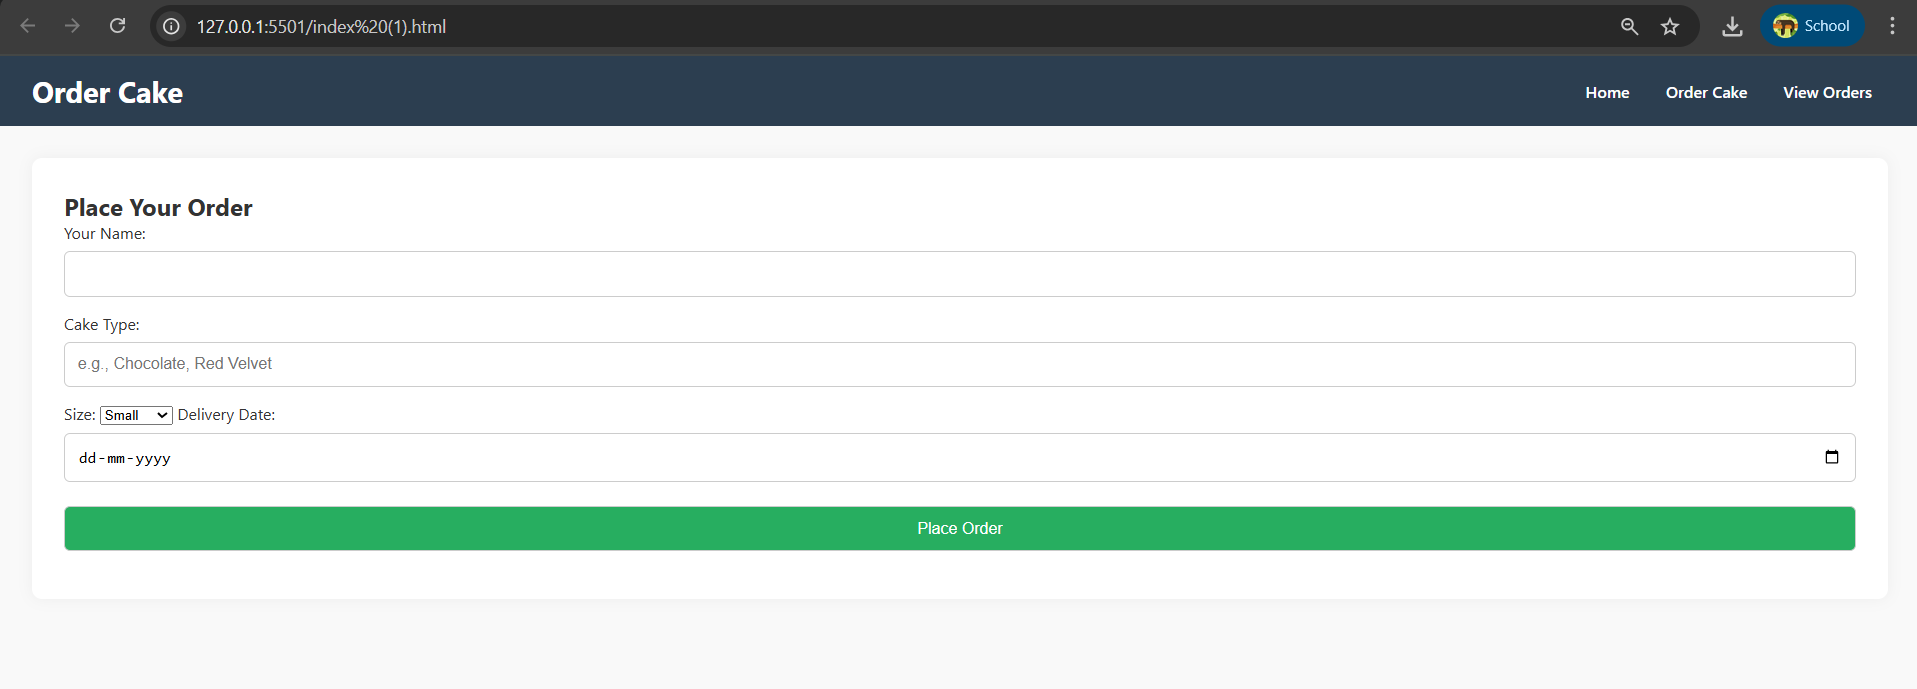 127.0.0.1:5501/index%20(1).html
School
Order Cake
Home
Order Cake
View Orders
Place Your Order
Your Name:
Cake Type:
e.g., Chocolate, Red Velvet
Size: Small Delivery Date:
dd-mm-yyyy
Place Order